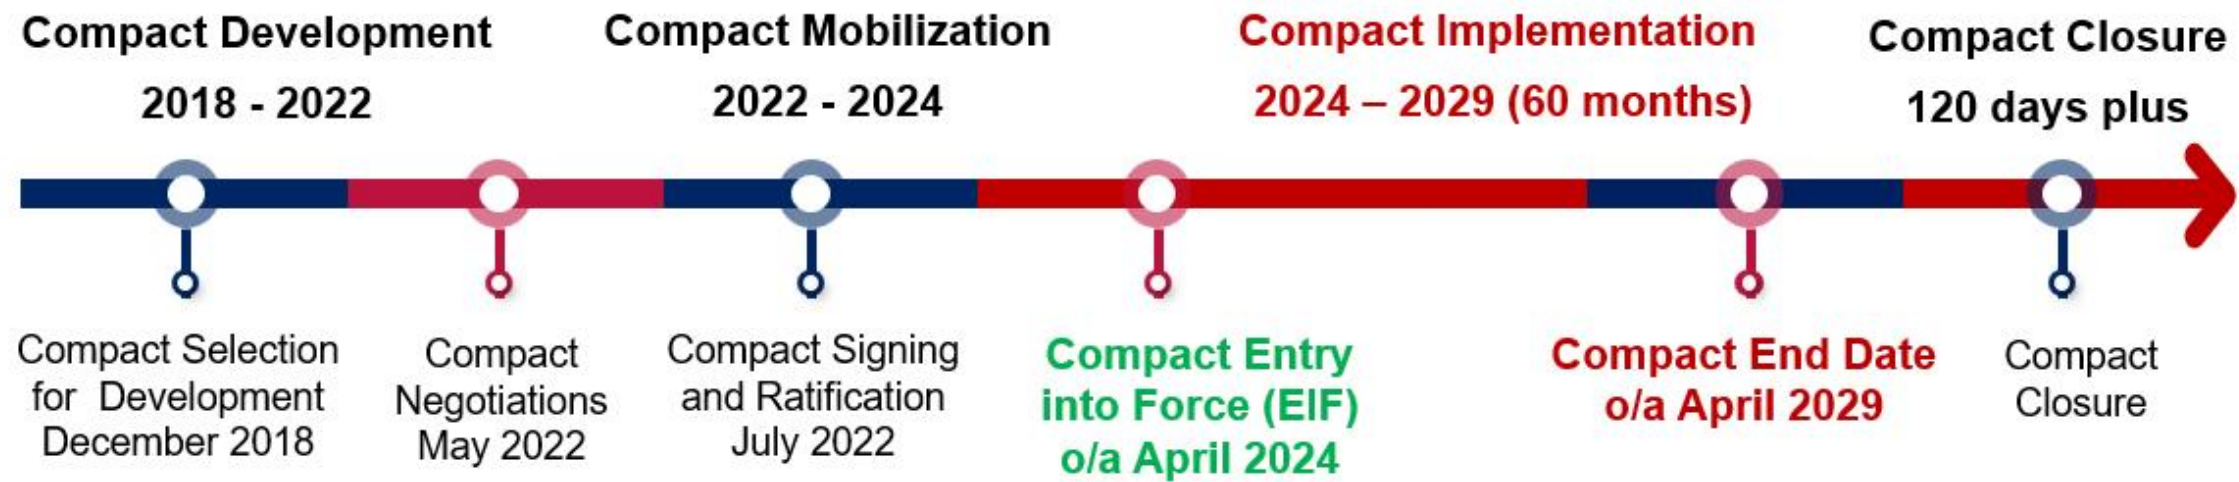 Compact Development
2018 - 2022
Compact Mobilization
2022 - 2024
Compact Implementation
2024 – 2029 (60 months)
Compact Closure
120 days plus
Compact Selection
for Development
December 2018
Compact
Negotiations
May 2022
Compact Signing
and Ratification
July 2022
Compact Entry
into Force (EIF)
o/a April 2024
Compact End Date
o/a April 2029
Compact
Closure